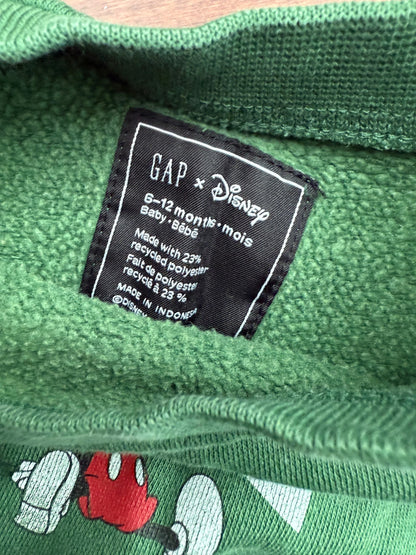 GAP × Disney
6–12 months • mois
Baby • Bébé
Made with 23%
recycled polyester
Fait de polyester
recyclé à 23 %
MADE IN INDONESIA
©DISNEY